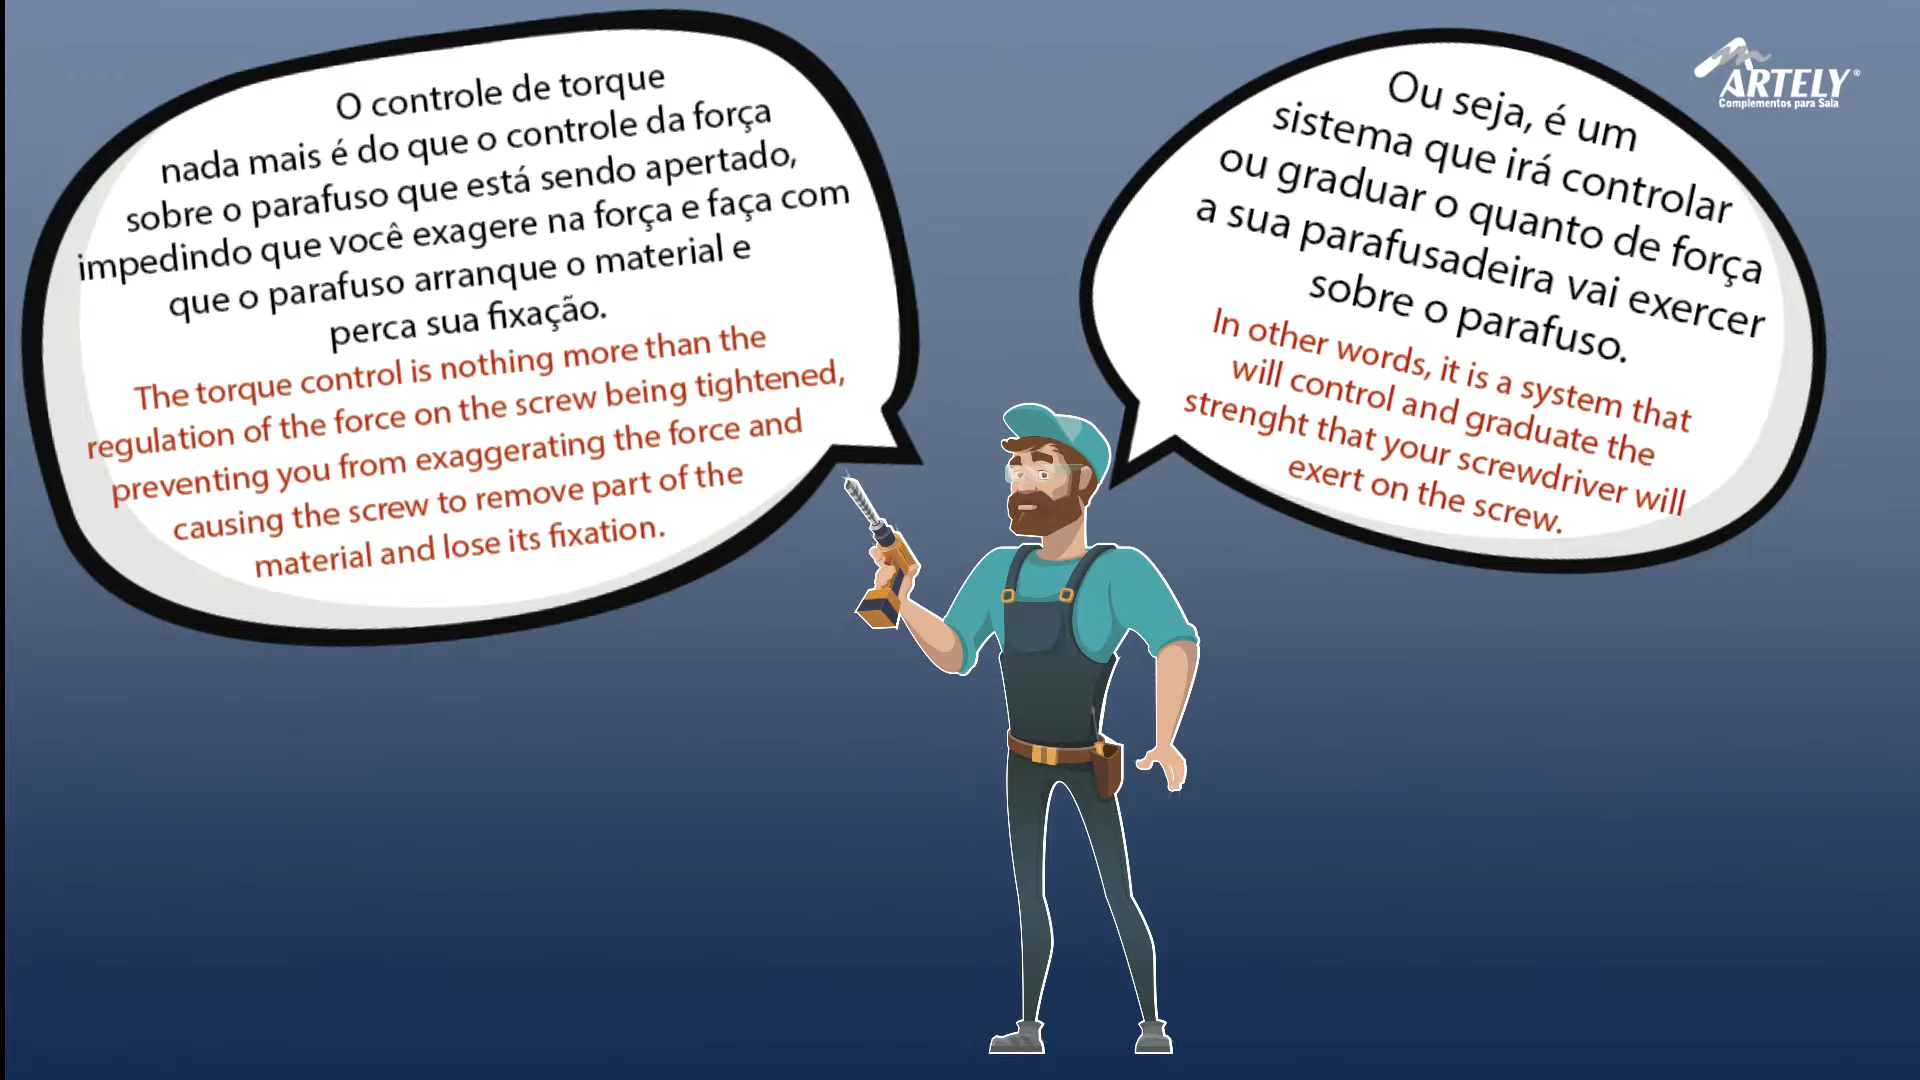 O controle de torque
nada mais é do que o controle da força
sobre o parafuso que está sendo apertado,
impedindo que você exagere na força e faça com
que o parafuso arranque o material e
perca sua fixação.
The torque control is nothing more than the
regulation of the force on the screw being tightened,
preventing you from exaggerating the force and
causing the screw to remove part of the
material and lose its fixation.
Ou seja, é um
sistema que irá controlar
ou graduar o quanto de força
a sua parafusadeira vai exercer
sobre o parafuso.
In other words, it is a system that
will control and graduate the
strenght that your screwdriver will
exert on the screw.
ARTELY®
Complementos para Sala